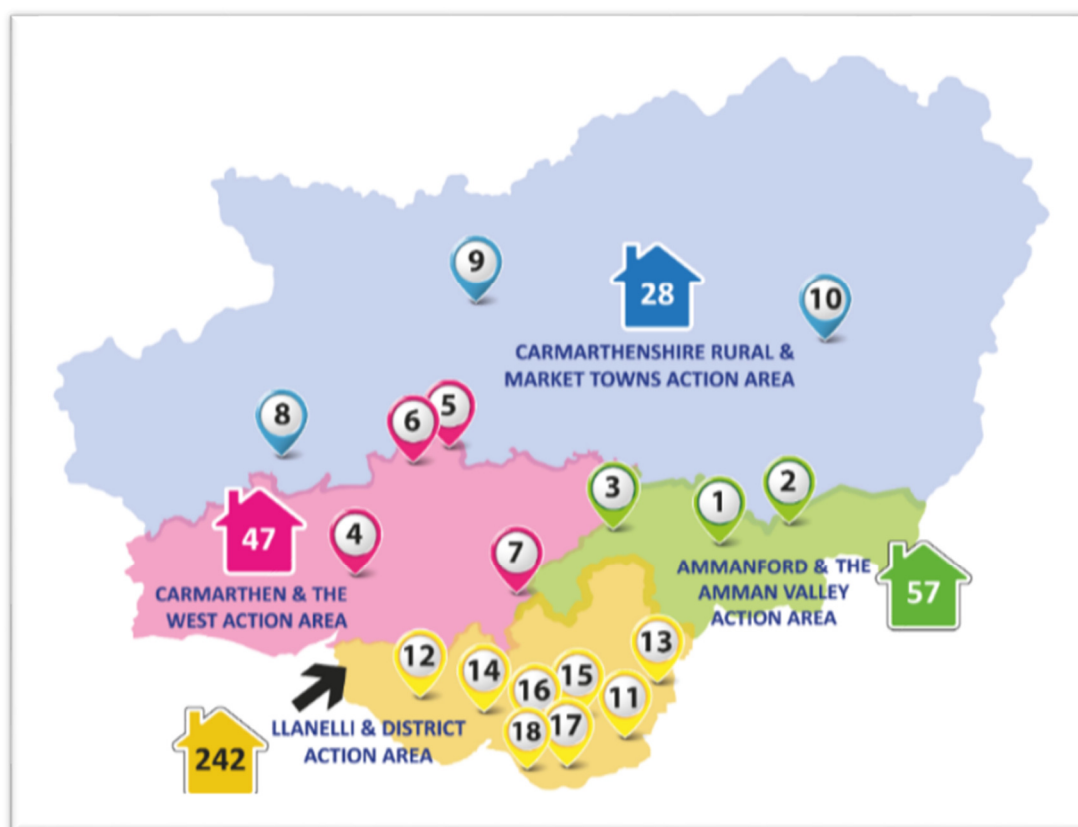 9
28
10
CARMARTHENSHIRE RURAL &
MARKET TOWNS ACTION AREA
8
6
5
3
1
2
47
4
7
CARMARTHEN & THE
WEST ACTION AREA
AMMANFORD & THE
AMMAN VALLEY
ACTION AREA
57
12
14
16
15
13
11
18
17
LLANELLI & DISTRICT
ACTION AREA
242